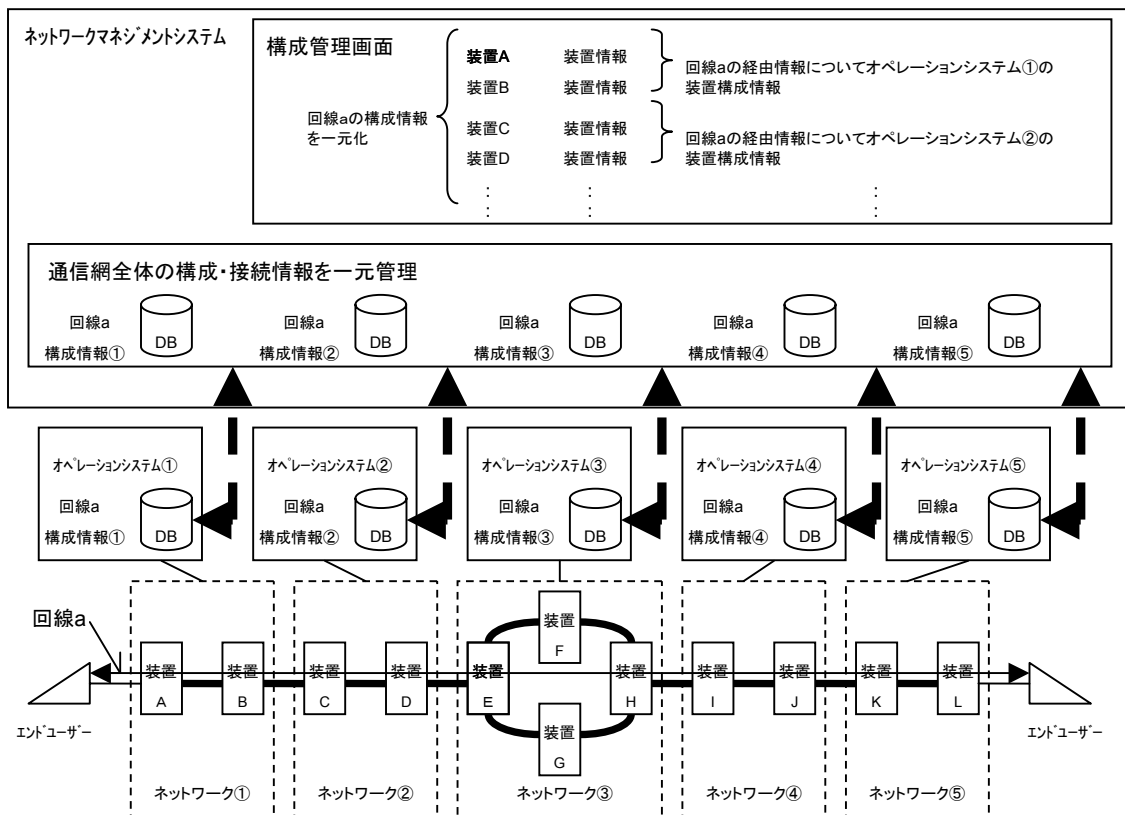 ネットワークマネジメントシステム
構成管理画面
回線aの構成情報
を一元化
装置A 装置情報
装置B 装置情報
装置C 装置情報
装置D 装置情報
回線aの経由情報についてオペレーションシステム①の
装置構成情報
回線aの経由情報についてオペレーションシステム②の
装置構成情報
通信網全体の構成・接続情報を一元管理
回線a
構成情報①
DB
回線a
構成情報②
DB
回線a
構成情報③
DB
回線a
構成情報④
DB
回線a
構成情報⑤
DB
オペレーションシステム①
回線a
構成情報①
DB
オペレーションシステム②
回線a
構成情報②
DB
オペレーションシステム③
回線a
構成情報③
DB
オペレーションシステム④
回線a
構成情報④
DB
オペレーションシステム⑤
回線a
構成情報⑤
DB
回線a
エンドユーザー
装置
A
装置
B
装置
C
装置
D
装置
E
装置
F
装置
G
装置
H
装置
I
装置
J
装置
K
装置
L
エンドユーザー
ネットワーク①
ネットワーク②
ネットワーク③
ネットワーク④
ネットワーク⑤